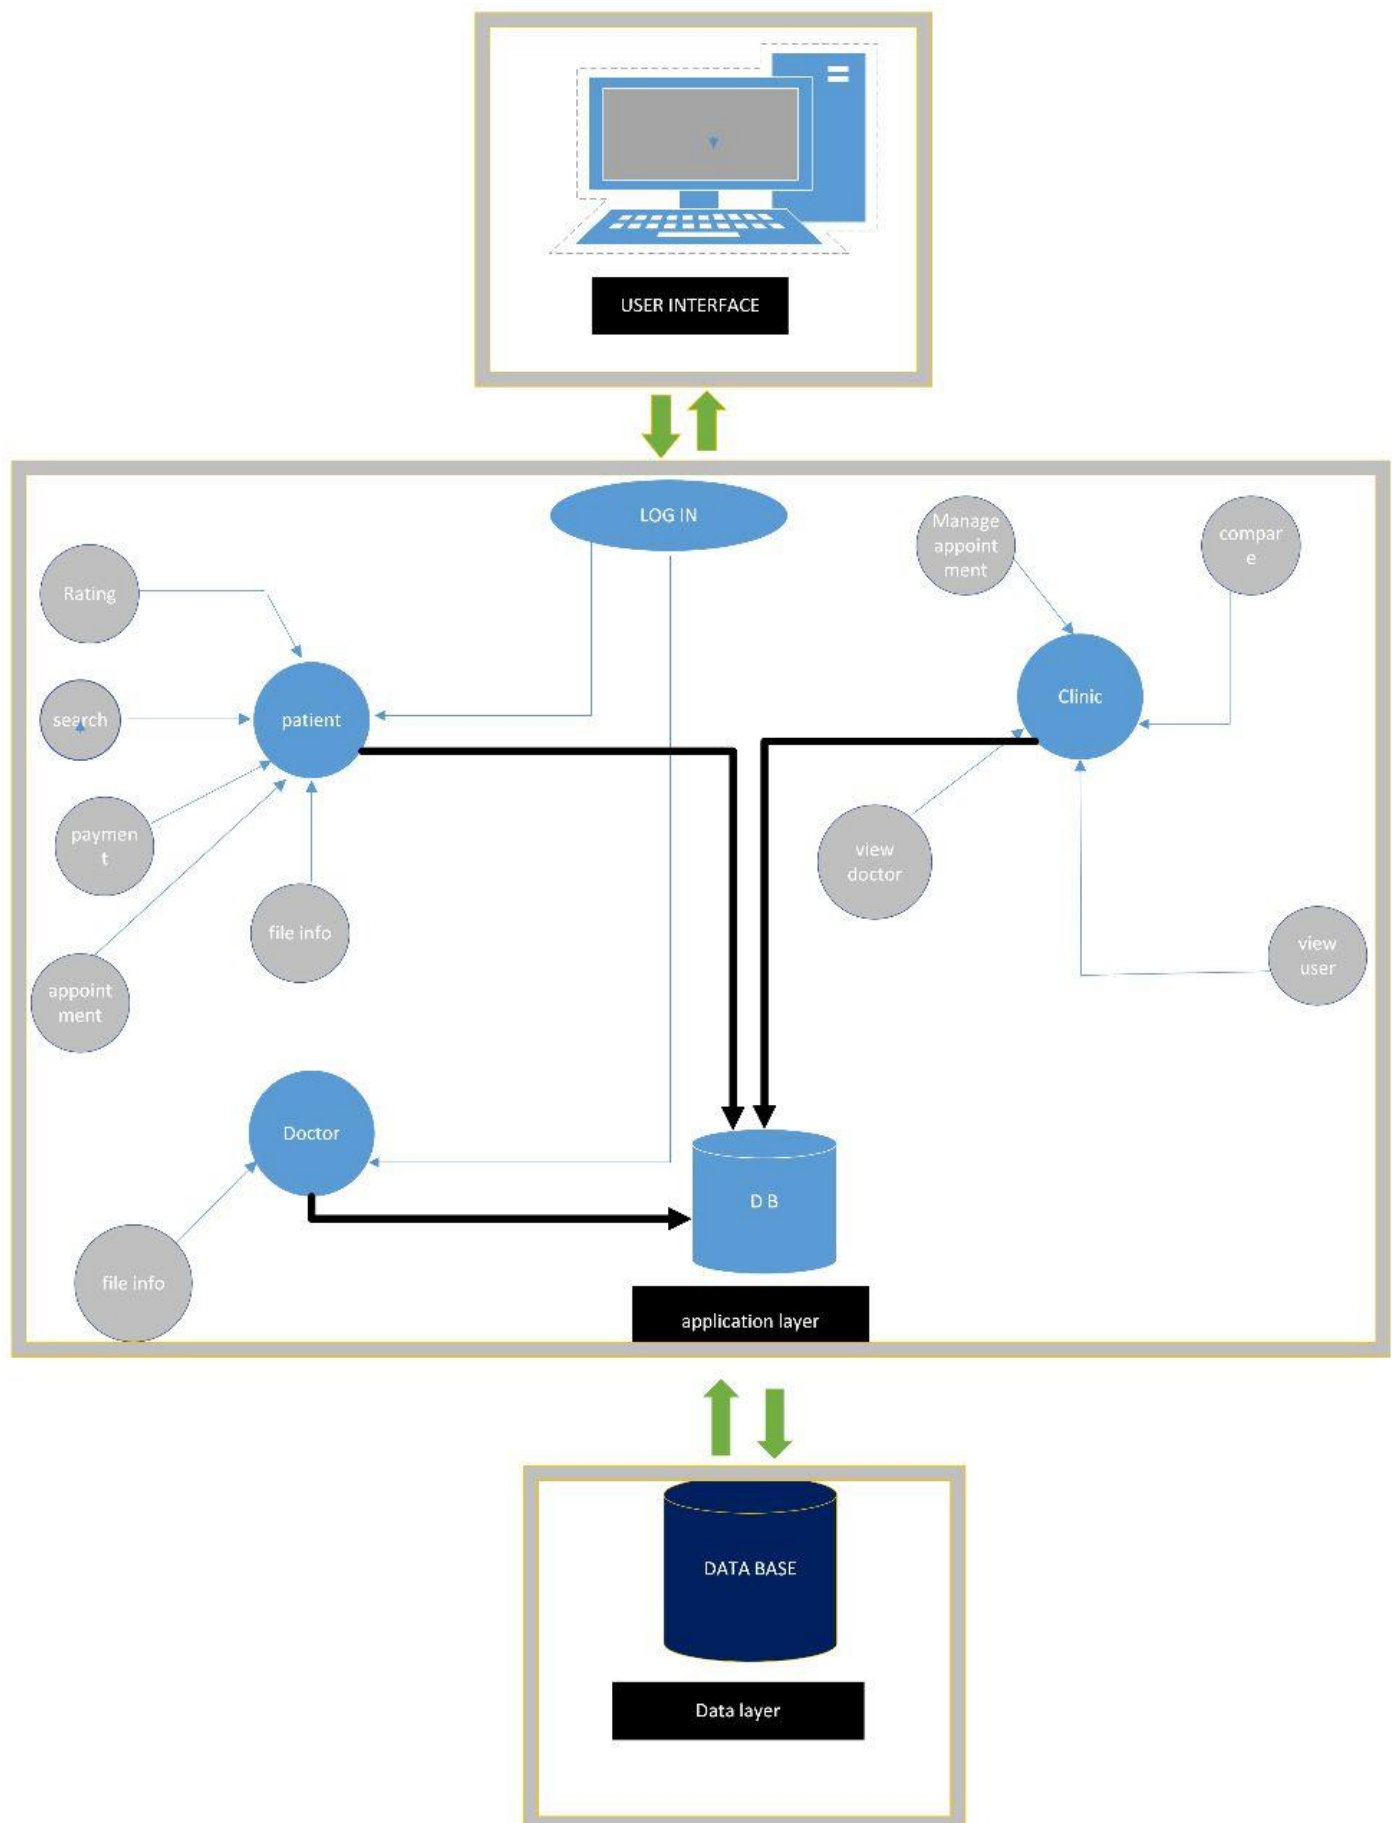 USER INTERFACE
LOG IN
Manage
appoint
ment
compar
e
Rating
search
patient
Clinic
paymen
t
view
doctor
file info
view
user
appoint
ment
Doctor
D B
file info
application layer
DATA BASE
Data layer